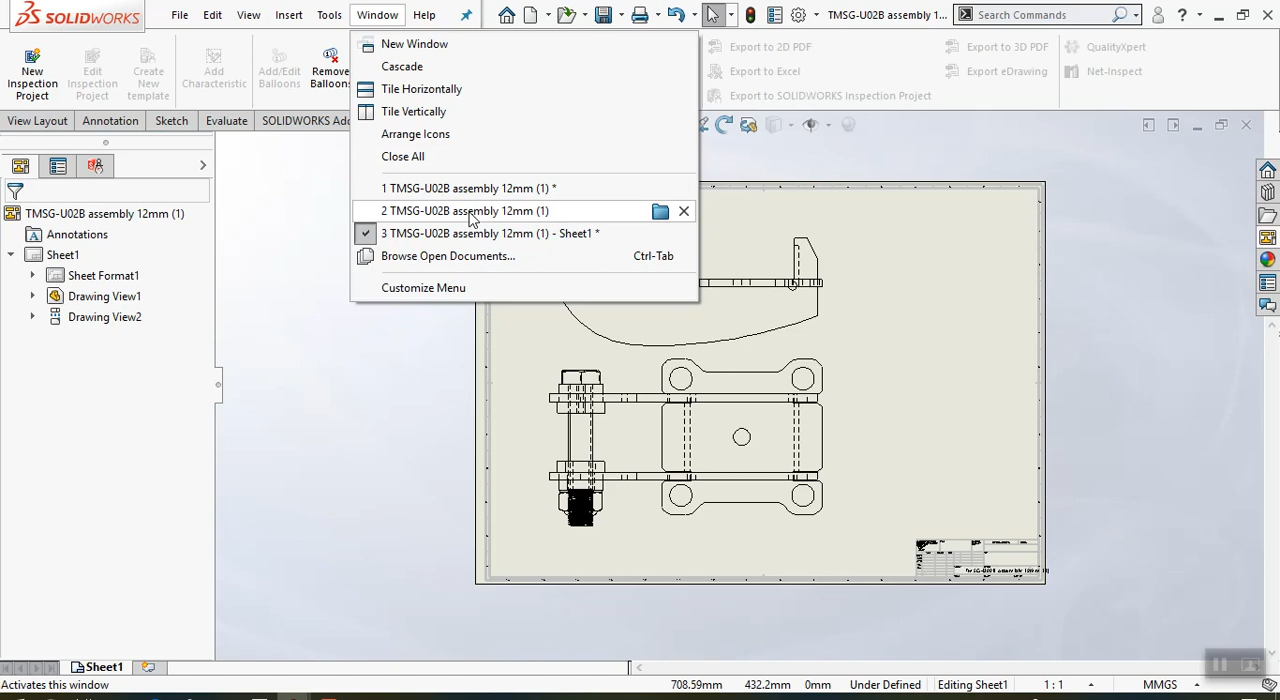 SOLIDWORKS
File Edit View Insert Tools Window Help
TMSG-U02B assembly 12mm (1... Search Commands
New Inspection Project
Edit Inspection Project
Create New template
Add Characteristic
Add/Edit Balloons
Remove Balloons
Export to 2D PDF
Export to Excel
Export to SOLIDWORKS Inspection Project
Export to 3D PDF
Export eDrawing
QualityXpert
Net-Inspect
View Layout Annotation Sketch Evaluate SOLIDWORKS Add
New Window
Cascade
Tile Horizontally
Tile Vertically
Arrange Icons
Close All
1 TMSG-U02B assembly 12mm (1) *
2 TMSG-U02B assembly 12mm (1)
3 TMSG-U02B assembly 12mm (1) - Sheet1 *
Browse Open Documents... Ctrl-Tab
Customize Menu
TMSG-U02B assembly 12mm (1)
Annotations
Sheet1
Sheet Format1
Drawing View1
Drawing View2
Sheet1
Activates this window 708.59mm 432.2mm 0mm Under Defined Editing Sheet1 1 : 1 MMGS